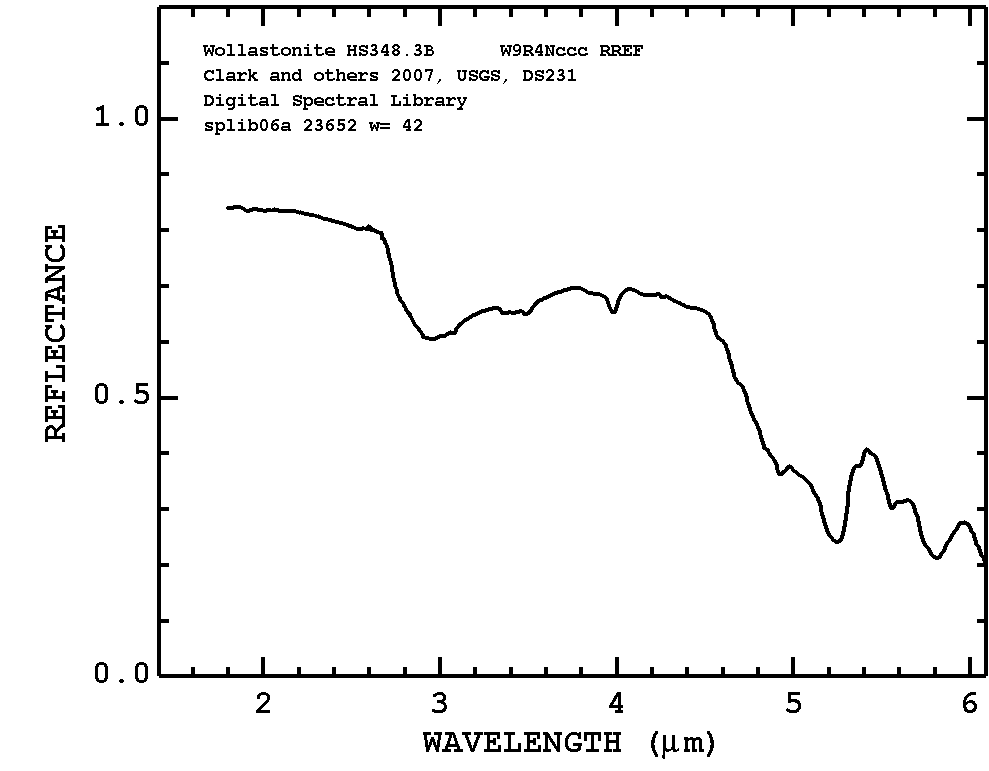 Wollastonite HS348.3B W9R4Nccc RREF
Clark and others 2007, USGS, DS231
Digital Spectral Library
splib06a 23652 w= 42
1.0
0.5
0.0
REFLECTANCE
2 3 4 5 6
WAVELENGTH (μm)